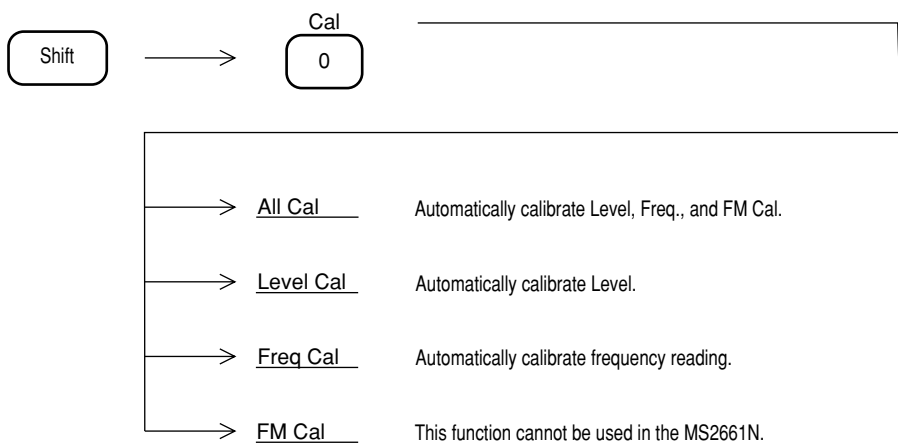 Cal
Shift
0
All Cal Automatically calibrate Level, Freq., and FM Cal.
Level Cal Automatically calibrate Level.
Freq Cal Automatically calibrate frequency reading.
FM Cal This function cannot be used in the MS2661N.